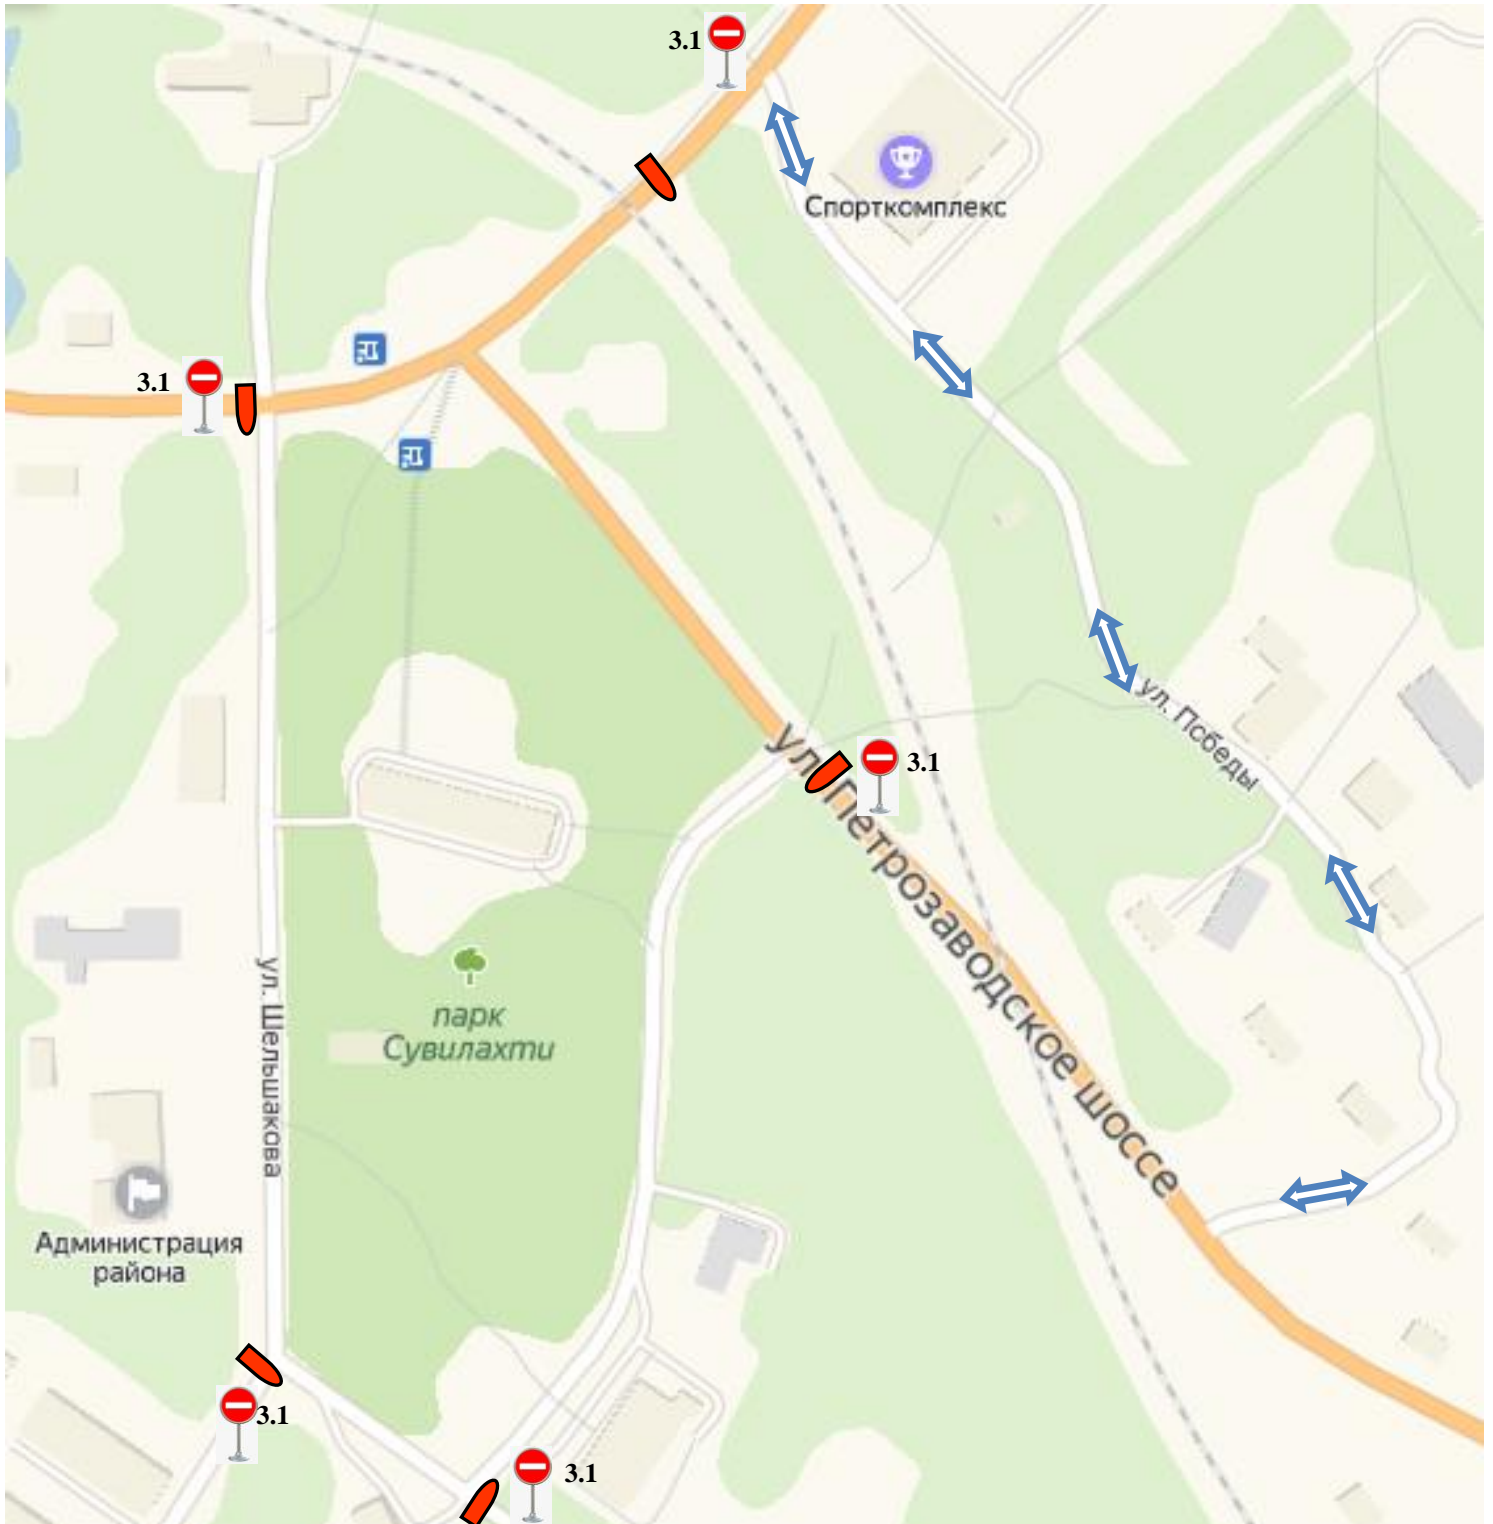 3.1
Спорткомплекс
3.1
ул. Псбеды
3.1
ул. Петрозаводское шоссе
ул. Шельшакова
парк
Сувилахти
Администрация
района
3.1
3.1